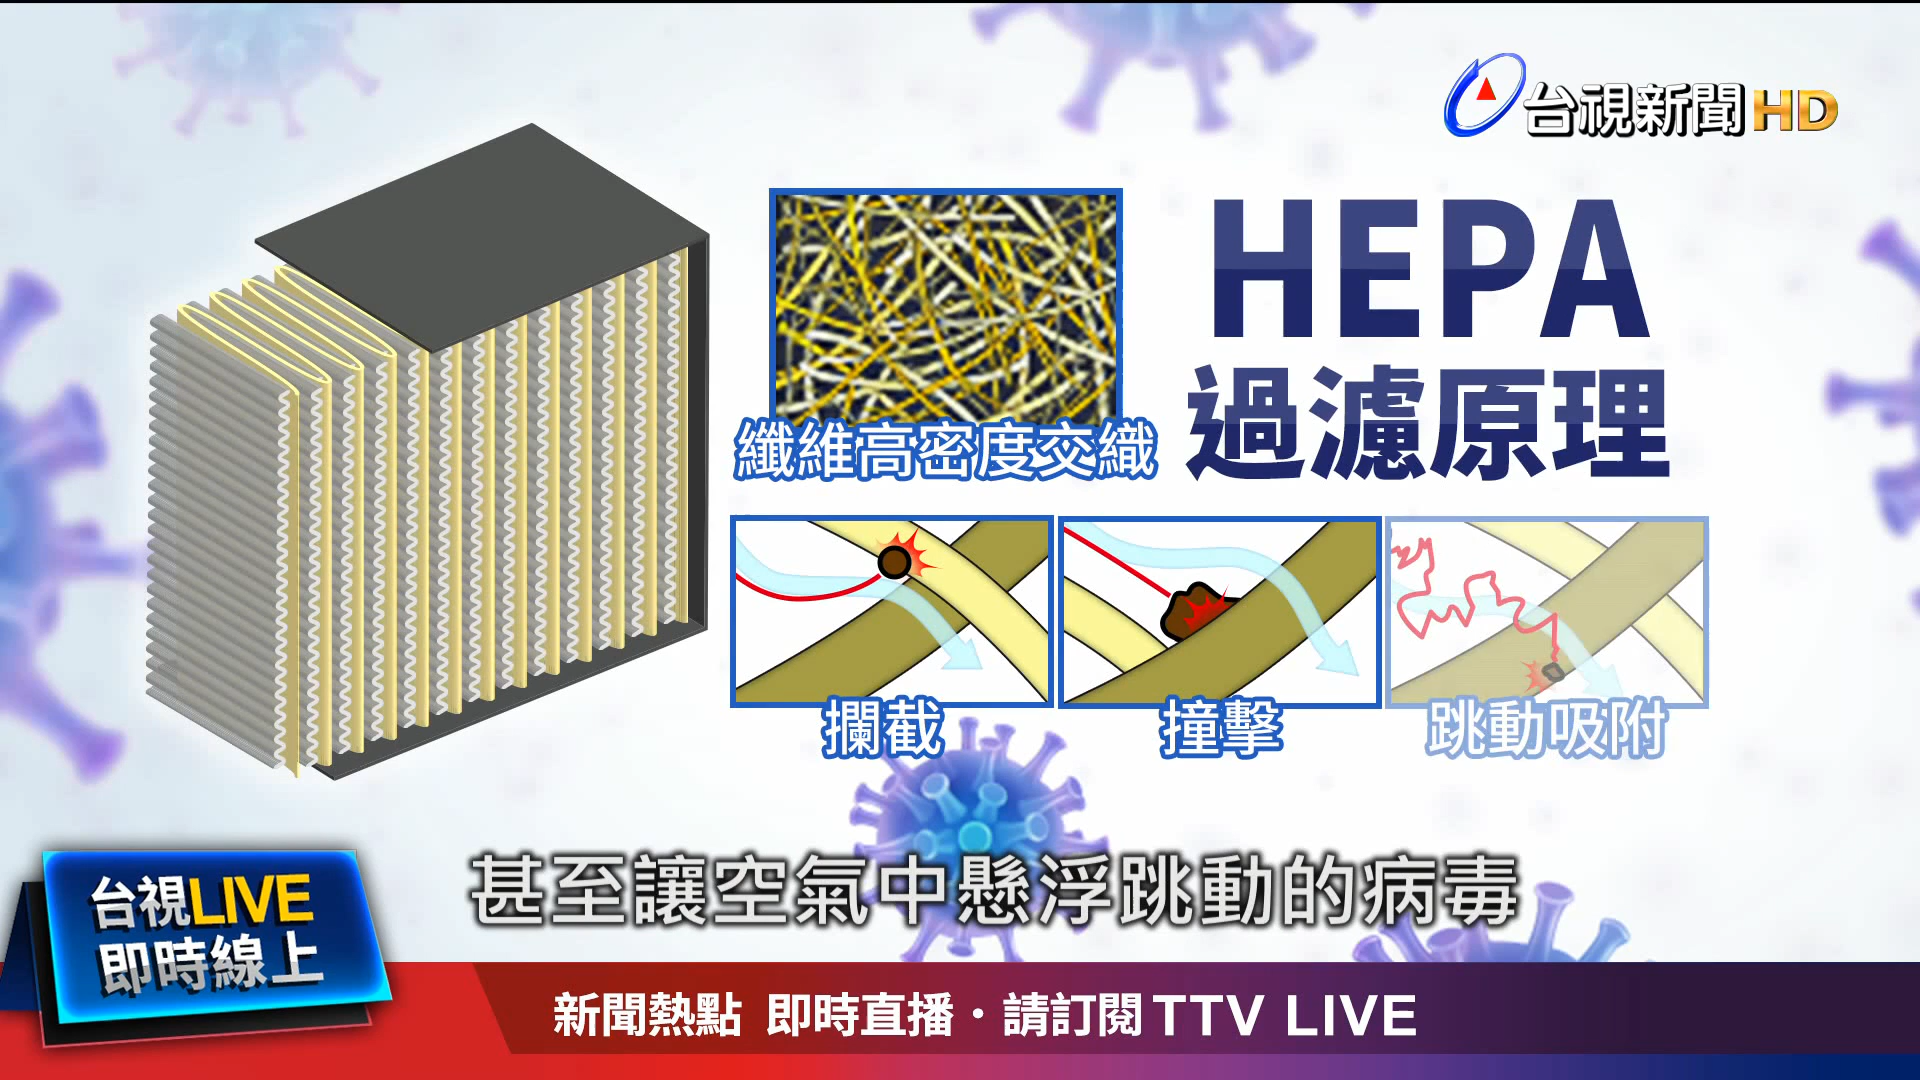 台視新聞HD
HEPA
過濾原理
纖維高密度交織
攔截
撞擊
跳動吸附
甚至讓空氣中懸浮跳動的病毒
台視LIVE
即時線上
新聞熱點 即時直播・請訂閱TTV LIVE